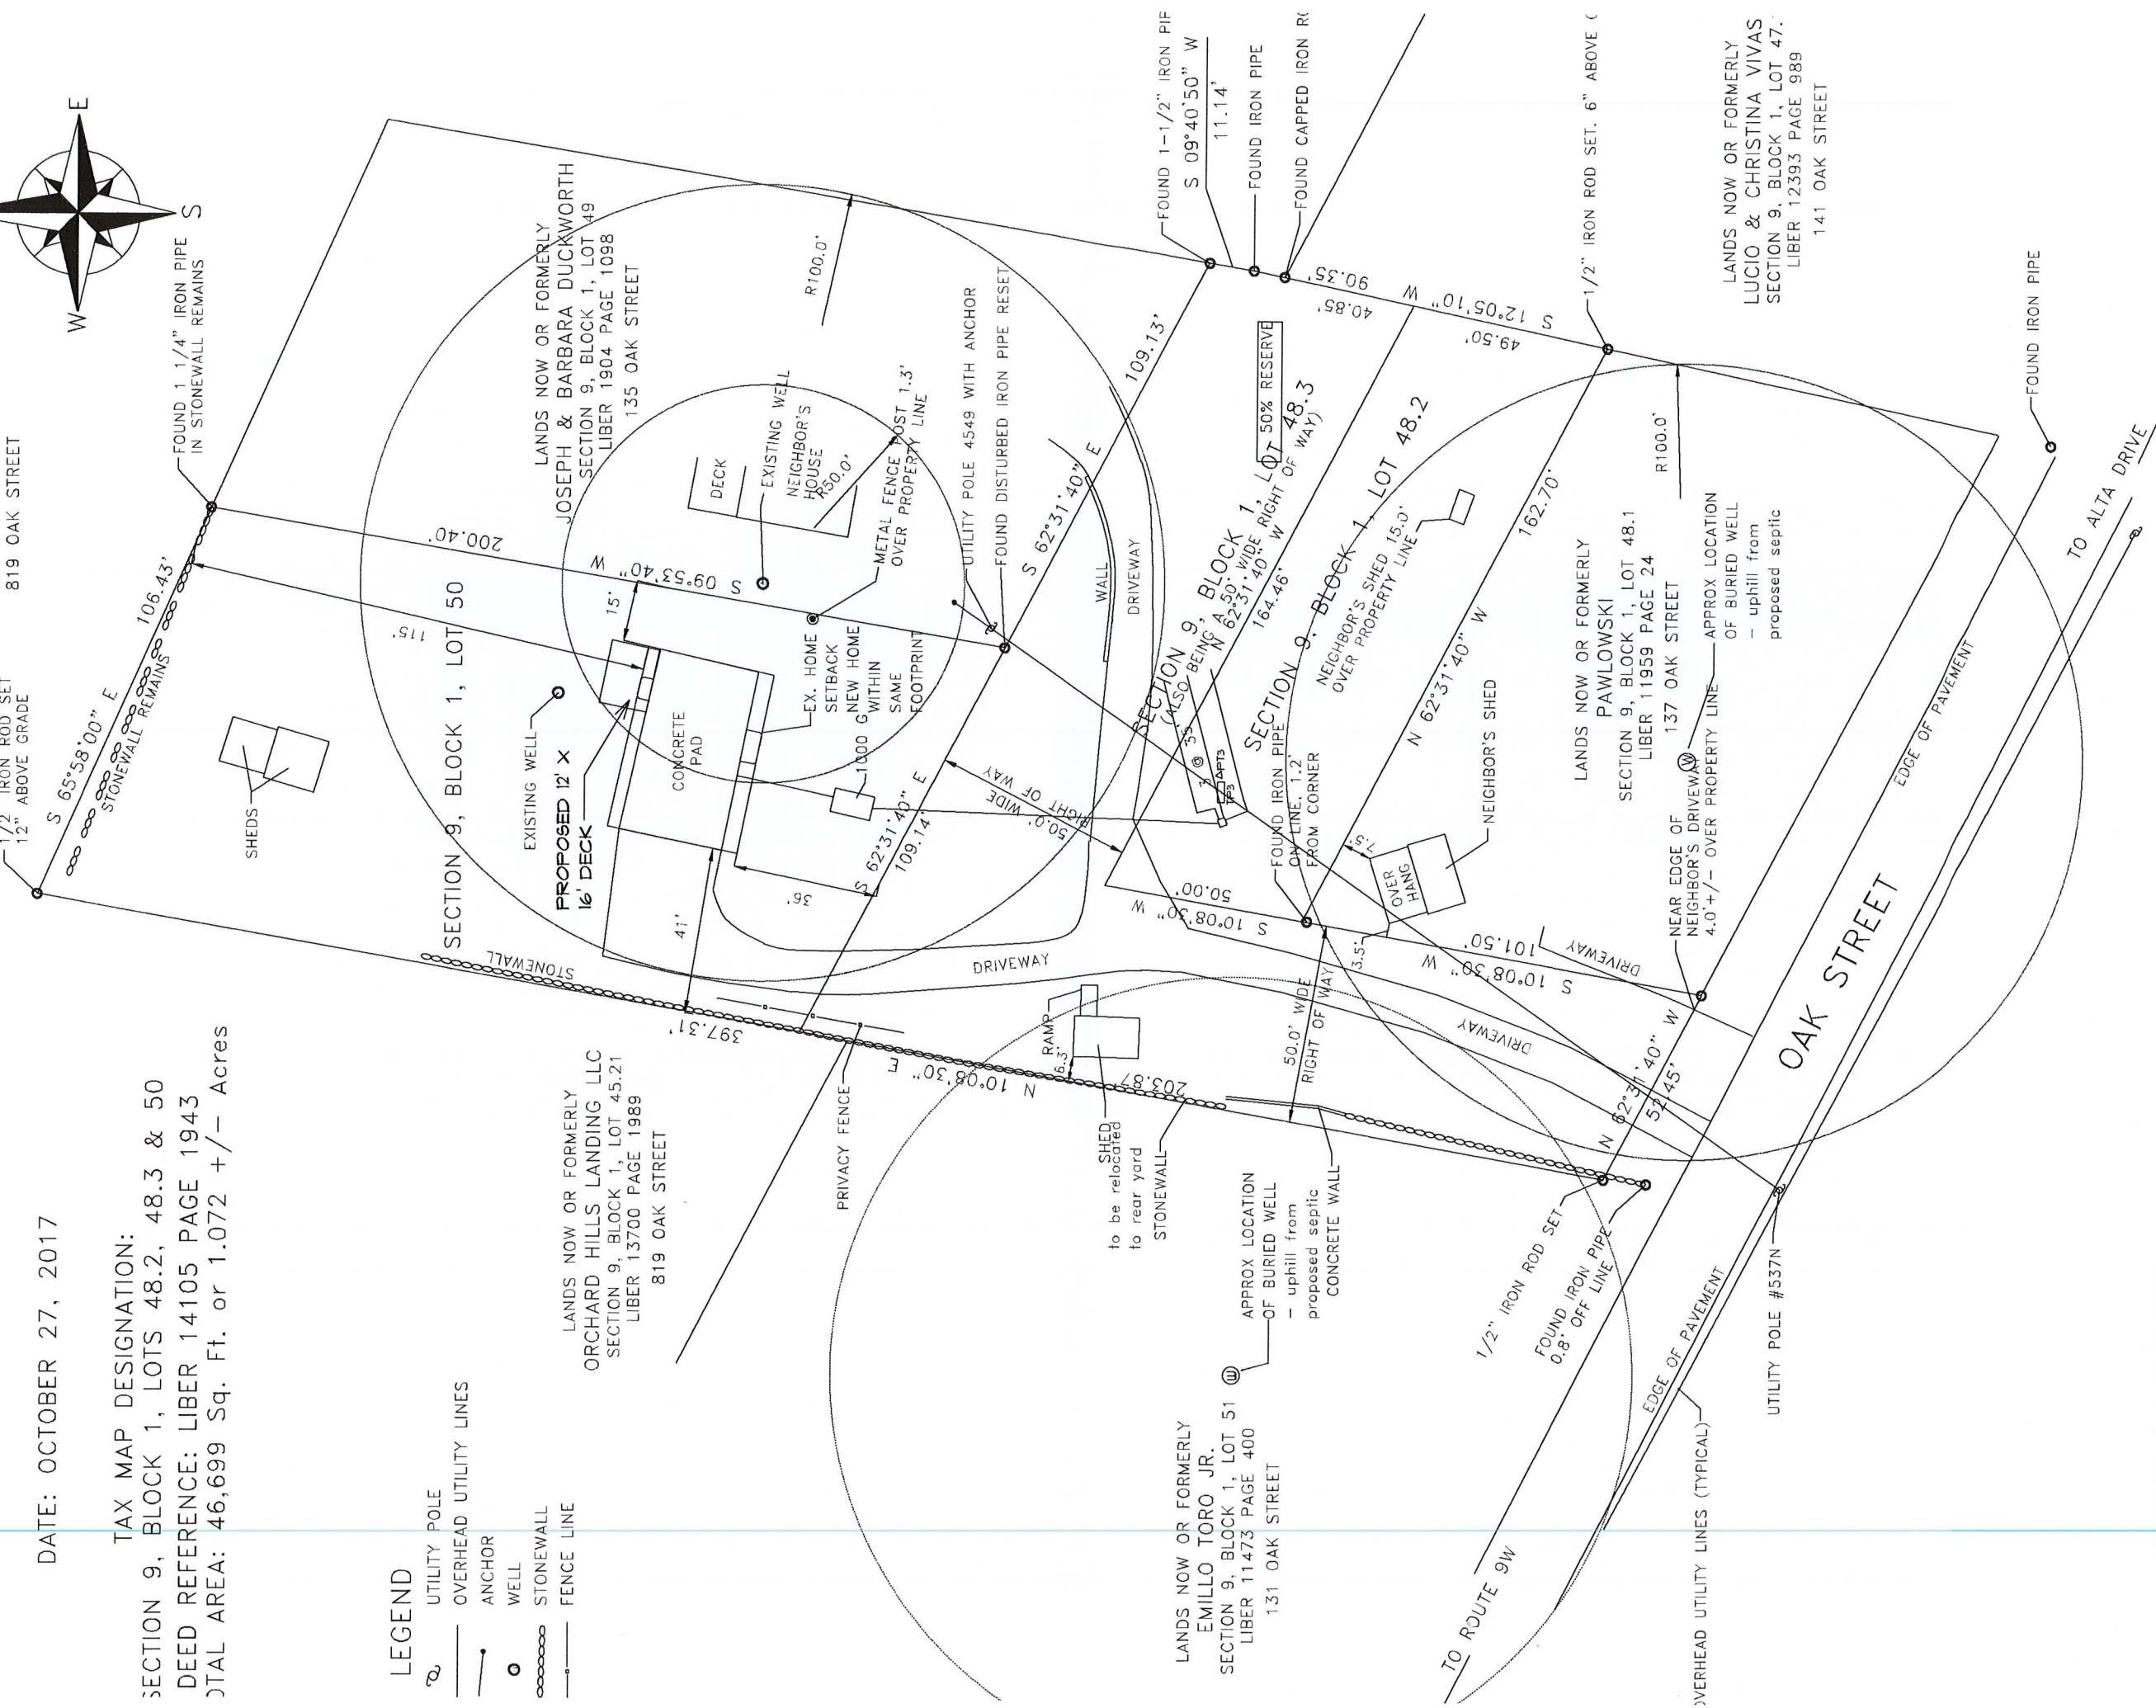 819 OAK STREET
1/2" IRON ROD SET
12" ABOVE GRADE
W
E
S
FOUND 1 1/4" IRON PIPE
IN STONEWALL REMAINS
DATE: OCTOBER 27, 2017
TAX MAP DESIGNATION:
SECTION 9, BLOCK 1, LOTS 48.2, 48.3 & 50
DEED REFERENCE: LIBER 14105 PAGE 1943
OTAL AREA: 46,699 Sq. Ft. or 1.072 +/- Acres
S 65°58'00" E
106.43'
STONEWALL REMAINS
SHEDS
115'
200.40'
S 09°53'40" W
SECTION 9, BLOCK 1, LOT 50
LANDS NOW OR FORMERLY
JOSEPH & BARBARA DUCKWORTH
SECTION 9, BLOCK 1, LOT 49
LIBER 1904 PAGE 1098
135 OAK STREET
R100.0'
EXISTING WELL
PROPOSED 12' X
16' DECK
15'
DECK
EXISTING WELL
NEIGHBOR'S
HOUSE
R50.0'
METAL FENCE POST 1.3'
OVER PROPERTY LINE
CONCRETE
PAD
EX. HOME
SETBACK
NEW HOME
WITHIN
SAME
FOOTPRINT
1000 G
UTILITY POLE 4549 WITH ANCHOR
FOUND DISTURBED IRON PIPE RESET
41'
36'
S 62°31'40" E
109.14'
S 62°31'40" E
109.13'
STONEWALL
DRIVEWAY
397.31'
N 10°08'30" E
PRIVACY FENCE
LANDS NOW OR FORMERLY
ORCHARD HILLS LANDING LLC
SECTION 9, BLOCK 1, LOT 45.21
LIBER 13700 PAGE 1989
819 OAK STREET
50.0' WIDE
RIGHT OF WAY
WALL
DRIVEWAY
FOUND 1-1/2" IRON PIP
S 09°40'50" W
11.14'
FOUND IRON PIPE
FOUND CAPPED IRON R
90.35'
40.85'
S 12°05'10" W
49.50'
50% RESERVE
SECTION 9, BLOCK 1, LOT 48.3
(ALSO BEING A 50' WIDE RIGHT OF WAY)
N 62°31'40" W
164.46'
35'
PT3
TP3
SECTION 9, BLOCK 1, LOT 48.2
NEIGHBOR'S SHED 15.0'
OVER PROPERTY LINE
1/2" IRON ROD SET. 6" ABOVE
FOUND IRON PIPE
ON LINE, 1.2'
FROM CORNER
N 62°31'40" W
162.70'
50.00'
S 10°08'30" W
RAMP
6.3'
203.87'
SHED
to be relocated
to rear yard
STONEWALL
50.0' WIDE
RIGHT OF WAY
3.5'
7.5'
OVER
HANG
NEIGHBOR'S SHED
LANDS NOW OR FORMERLY
PAWLOWSKI
SECTION 9, BLOCK 1, LOT 48.1
LIBER 11959 PAGE 24
137 OAK STREET
R100.0'
W
APPROX LOCATION
OF BURIED WELL
- uphill from
proposed septic
LANDS NOW OR FORMERLY
LUCIO & CHRISTINA VIVAS
SECTION 9, BLOCK 1, LOT 47.
LIBER 12393 PAGE 989
141 OAK STREET
FOUND IRON PIPE
TO ALTA DRIVE
NEAR EDGE OF
NEIGHBOR'S DRIVEWAY
4.0'+/- OVER PROPERTY LINE
101.50'
S 10°08'30" W
DRIVEWAY
DRIVEWAY
N 62°31'40" W
52.45'
EDGE OF PAVEMENT
OAK STREET
LEGEND
UTILITY POLE
OVERHEAD UTILITY LINES
ANCHOR
WELL
STONEWALL
FENCE LINE
LANDS NOW OR FORMERLY
EMILLO TORO JR.
SECTION 9, BLOCK 1, LOT 51
LIBER 11473 PAGE 400
131 OAK STREET
W
APPROX LOCATION
OF BURIED WELL
- uphill from
proposed septic
CONCRETE WALL
1/2" IRON ROD SET
FOUND IRON PIPE
0.8' OFF LINE
EDGE OF PAVEMENT
UTILITY POLE #537N
TO ROUTE 9W
OVERHEAD UTILITY LINES (TYPICAL)